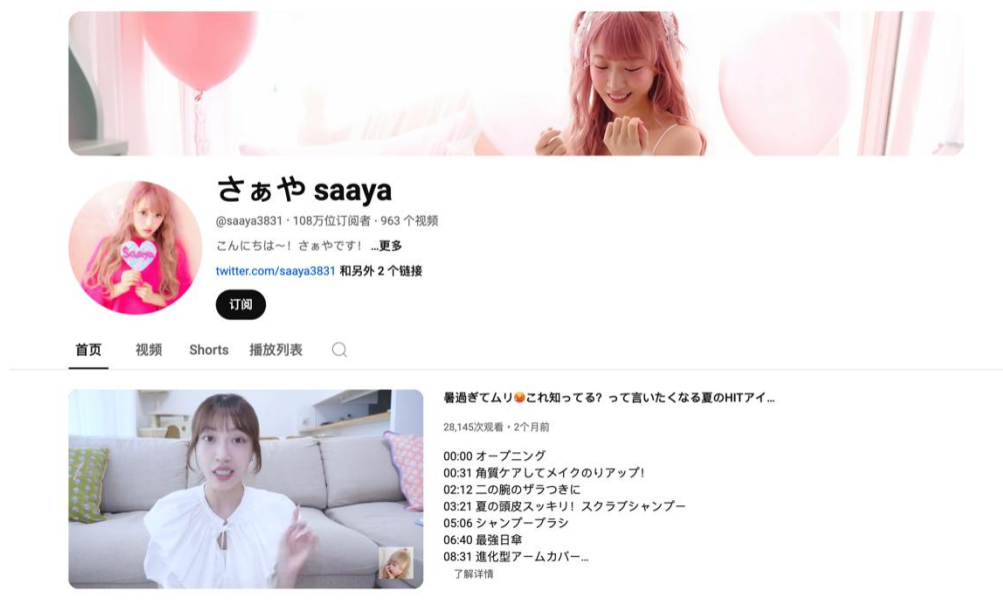 さぁや saaya
@saaya3831 · 108万位订阅者 · 963 个视频
こんにちは〜！さぁやです！ ...更多
twitter.com/saaya3831 和另外 2 个链接
订阅
首页 视频 Shorts 播放列表
暑過ぎてムリ🥵これ知ってる？って言いたくなる夏のHITアイ...
28,145次观看・2个月前
00:00 オープニング
00:31 角質ケアしてメイクのりアップ！
02:12 二の腕のザラつきに
03:21 夏の頭皮スッキリ！スクラブシャンプー
05:06 シャンプーブラシ
06:40 最強日傘
08:31 進化型アームカバー...
了解详情
Saaya